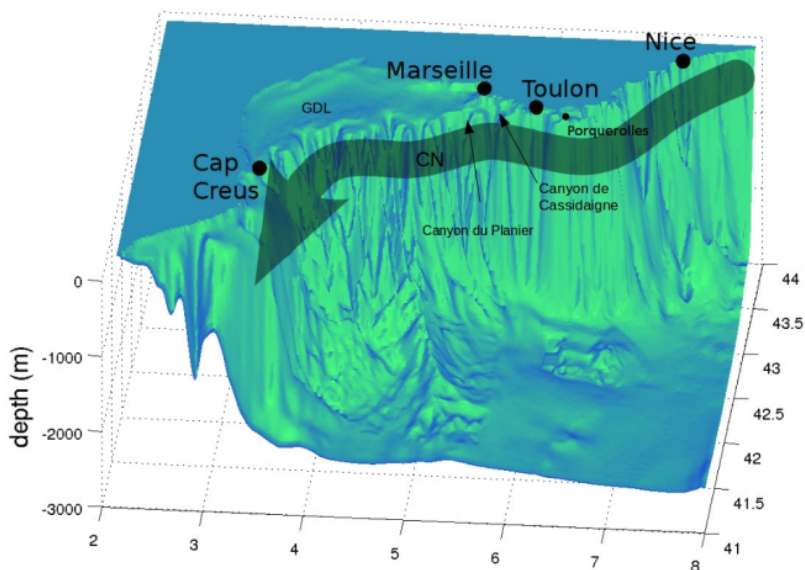 Nice
Marseille
Toulon
GDL
Porquerolles
Cap
Creus
CN
Canyon de
Cassidaigne
Canyon du Planier
depth (m)
0
-1000
-2000
-3000
2
3
4
5
6
7
8
44
43.5
43
42.5
42
41.5
41